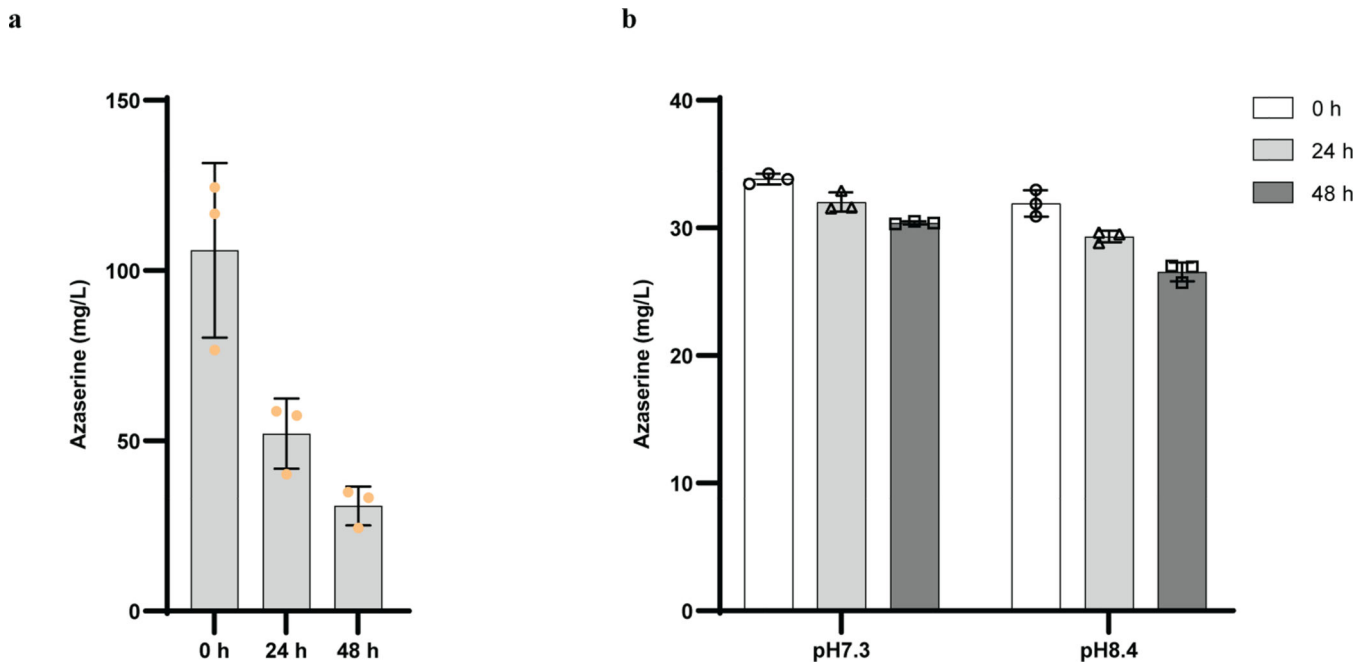 a
Azaserine (mg/L)
150
100
50
0
0 h 24 h 48 h
b
Azaserine (mg/L)
40
30
20
10
0
pH7.3 pH8.4
0 h
24 h
48 h